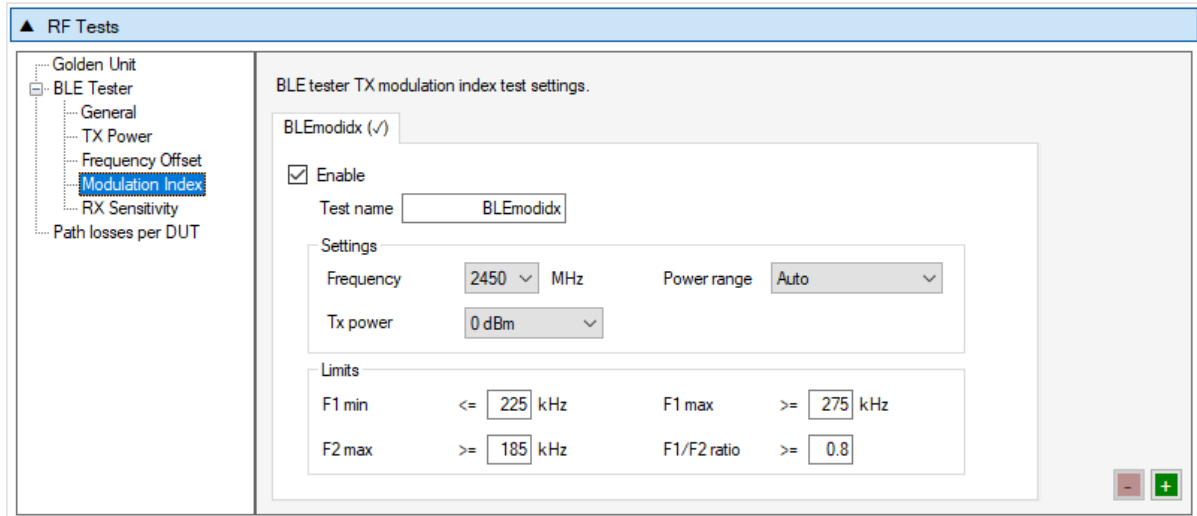 ▲ RF Tests
Golden Unit
BLE Tester
General
TX Power
Frequency Offset
Modulation Index
RX Sensitivity
Path losses per DUT
BLE tester TX modulation index test settings.
BLEmodidx (✓)
Enable
Test name BLEmodidx
Settings
Frequency 2450 MHz Power range Auto
Tx power 0 dBm
Limits
F1 min <= 225 kHz F1 max >= 275 kHz
F2 max >= 185 kHz F1/F2 ratio >= 0.8
- +